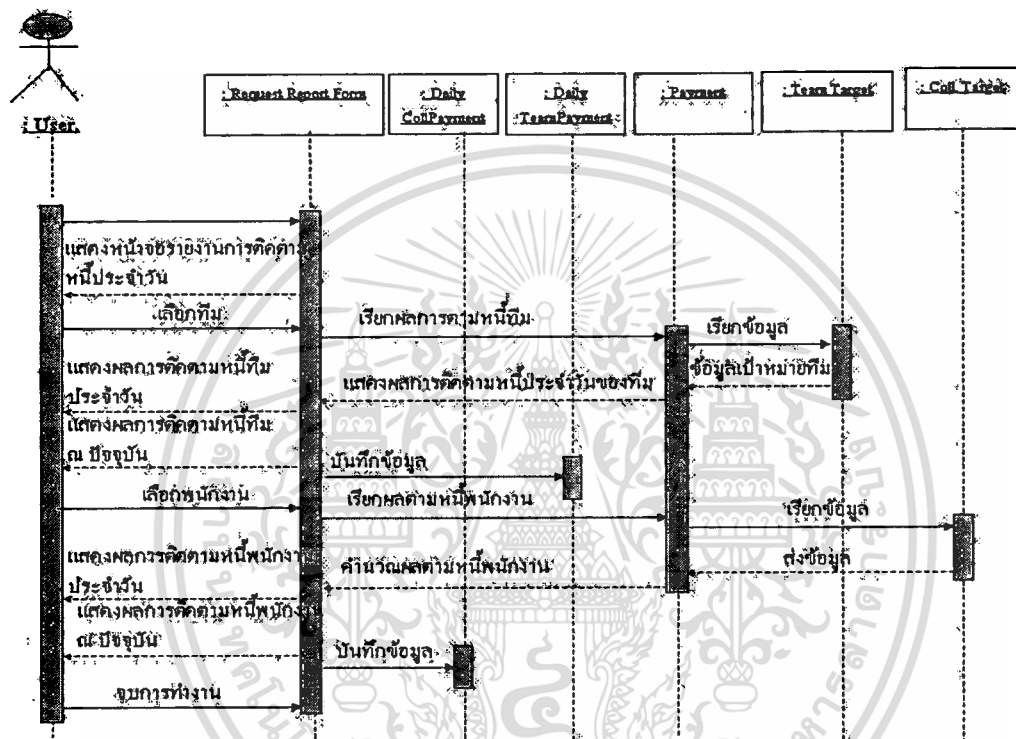 : User
: Request Report Form
: Daily
CollPayment
: Daily
TeamPayment
: Payment
: Team Target
: Coll Target
แสดงหน้าจอรายงานการติดตาม
หนี้ประจำวัน
เลือกทีม
เรียกผลการตามหนี้ทีม
เรียกข้อมูล
ข้อมูลเป้าหมายทีม
แสดงผลการติดตามหนี้ทีม
ประจำวัน
แสดงผลการติดตามหนี้ประจำวันของทีม
แสดงผลการติดตามหนี้ทีม
ณ ปัจจุบัน
บันทึกข้อมูล
เลือกพนักงาน
เรียกผลตามหนี้พนักงาน
เรียกข้อมูล
ส่งข้อมูล
แสดงผลการติดตามหนี้พนักงาน
ประจำวัน
คำนวณผลตามหนี้พนักงาน
แสดงผลการติดตามหนี้พนักงาน
ณ ปัจจุบัน
บันทึกข้อมูล
จบการทำงาน